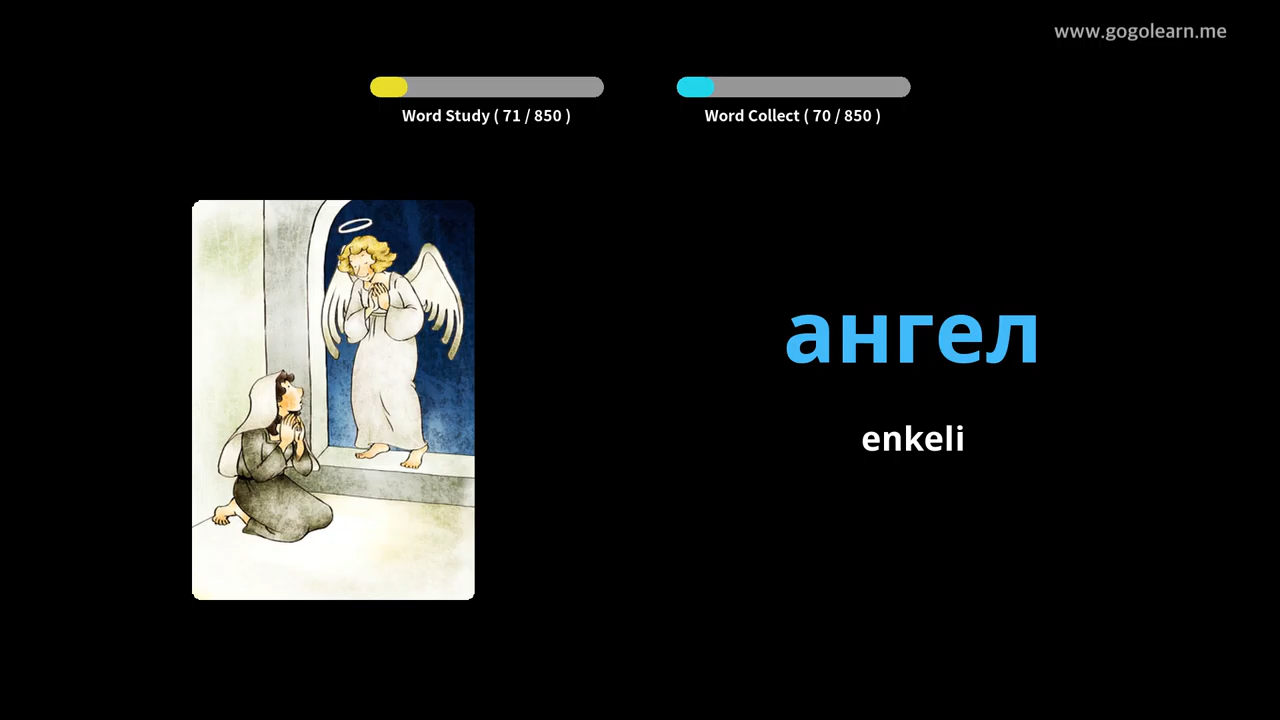 www.gogolearn.me
Word Study ( 71 / 850 )
Word Collect ( 70 / 850 )
ангел
enkeli